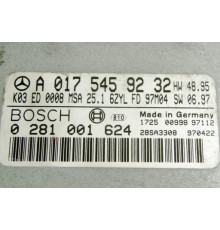 A 017 545 92 32 HW 48.95
K03 ED 0008 MSA 25.1 6ZYL FD 97M04 SW 06.97
BOSCH Made in Germany
1725 00998 97112
0 281 001 624 28SA3308 970422